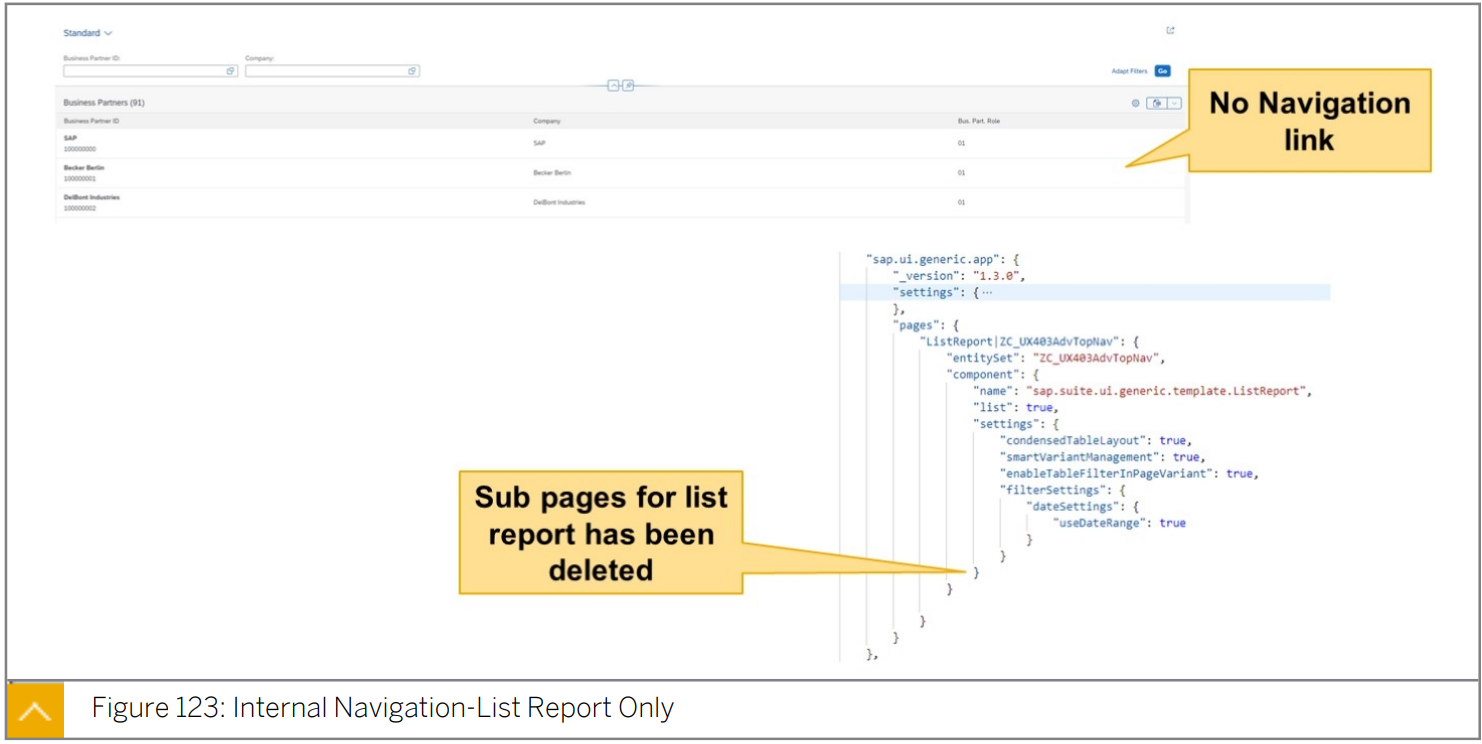 Standard
Business Partner ID:
Company:
Adapt Filters
Go
Business Partners (91)
Business Partner ID
Company
Bus. Part. Role
SAP
100000000
SAP
01
Becker Berlin
100000001
Becker Berlin
01
DelBont Industries
100000002
DelBont Industries
01
No Navigation
link
"sap.ui.generic.app": {
"_version": "1.3.0",
"settings": {···
},
"pages": {
"ListReport|ZC_UX403AdvTopNav": {
"entitySet": "ZC_UX403AdvTopNav",
"component": {
"name": "sap.suite.ui.generic.template.ListReport",
"list": true,
"settings": {
"condensedTableLayout": true,
"smartVariantManagement": true,
"enableTableFilterInPageVariant": true,
"filterSettings": {
"dateSettings": {
"useDateRange": true
}
}
}
}
}
}
},
Sub pages for list
report has been
deleted
Figure 123: Internal Navigation-List Report Only